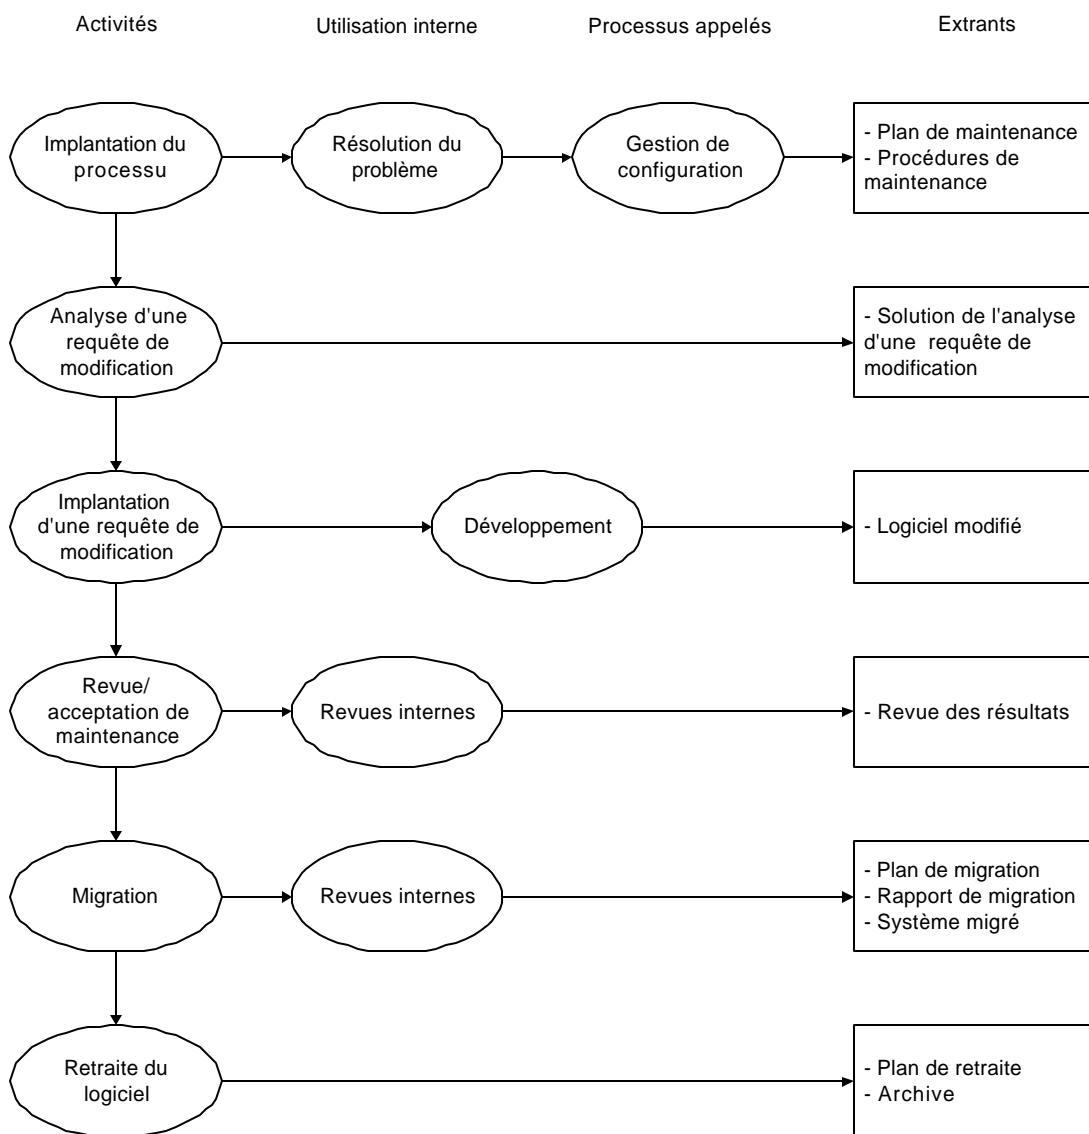 Activités
Utilisation interne
Processus appelés
Extrants
Implantation du
processu
Résolution du
problème
Gestion de
configuration
- Plan de maintenance
- Procédures de
maintenance
Analyse d'une
requête de
modification
- Solution de l'analyse
d'une requête de
modification
Implantation
d'une requête de
modification
Développement
- Logiciel modifié
Revue/
acceptation de
maintenance
Revues internes
- Revue des résultats
Migration
Revues internes
- Plan de migration
- Rapport de migration
- Système migré
Retraite du
logiciel
- Plan de retraite
- Archive